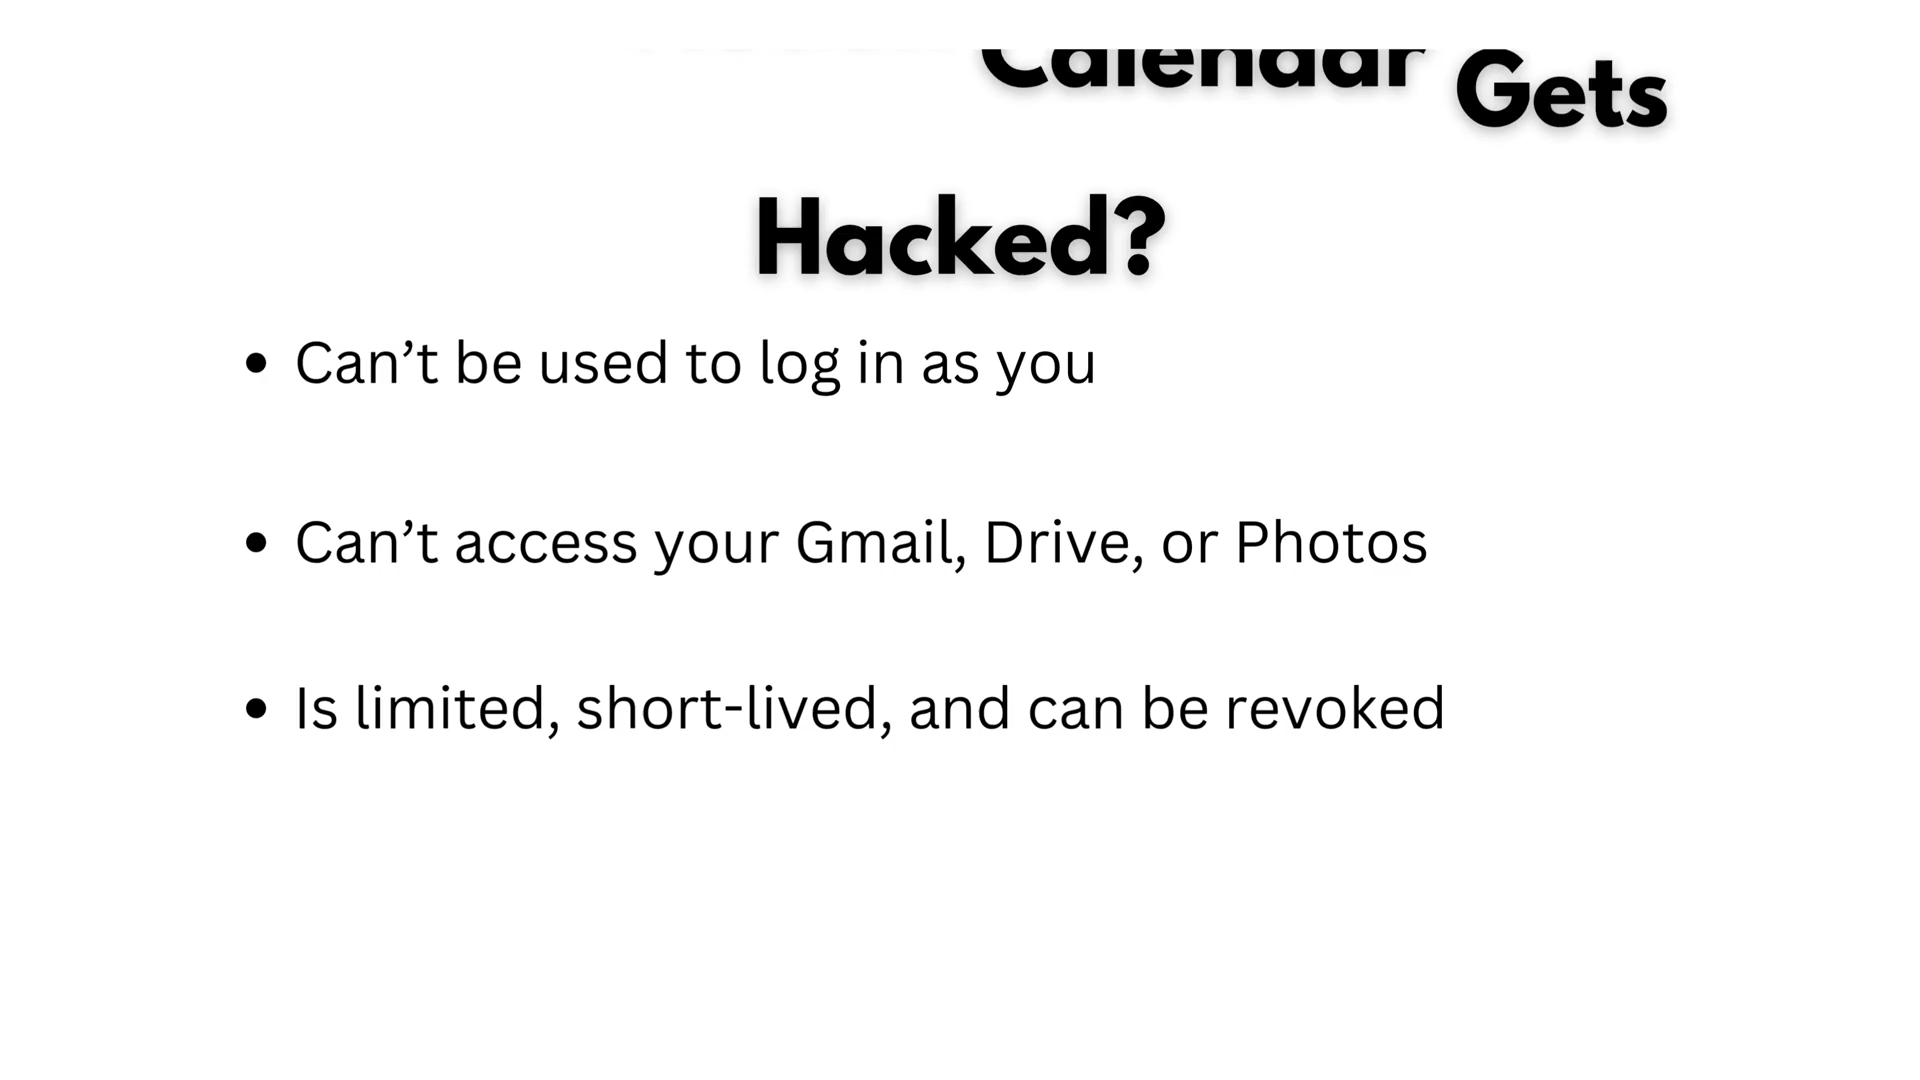 Calendar Gets
Hacked?
• Can’t be used to log in as you
• Can’t access your Gmail, Drive, or Photos
• Is limited, short-lived, and can be revoked